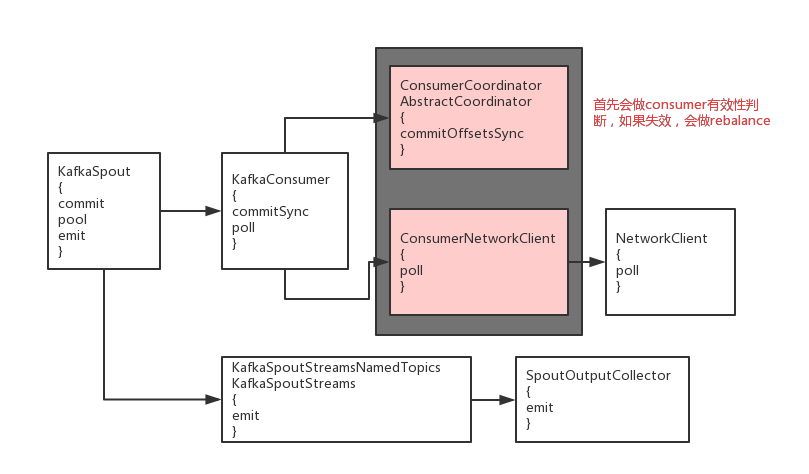 KafkaSpout
{
commit
pool
emit
}
KafkaConsumer
{
commitSync
poll
}
ConsumerCoordinator
AbstractCoordinator
{
commitOffsetsSync
}
首先会做consumer有效性判
断，如果失效，会做rebalance
ConsumerNetworkClient
{
poll
}
NetworkClient
{
poll
}
KafkaSpoutStreamsNamedTopics
KafkaSpoutStreams
{
emit
}
SpoutOutputCollector
{
emit
}